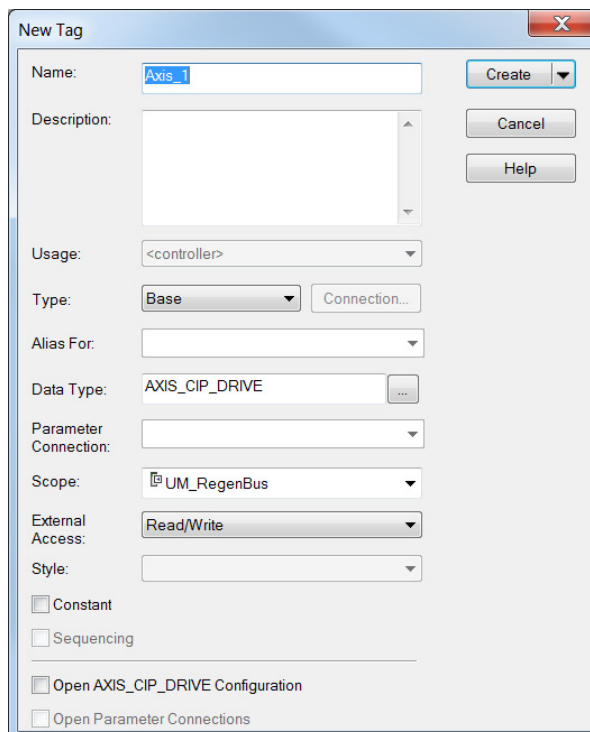 New Tag
Name: Axis_1 Create
Description: Cancel
Help
Usage: <controller>
Type: Base Connection...
Alias For:
Data Type: AXIS_CIP_DRIVE ...
Parameter
Connection:
Scope: UM_RegenBus
External
Access: Read/Write
Style:
Constant
Sequencing
Open AXIS_CIP_DRIVE Configuration
Open Parameter Connections